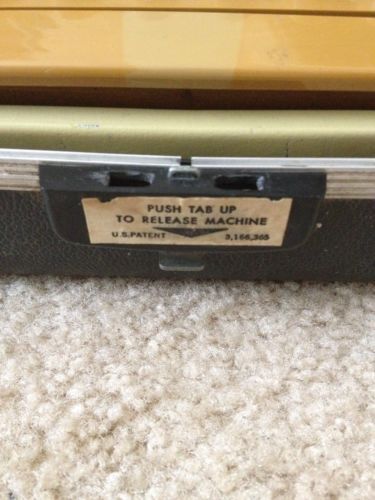 PUSH TAB UP
TO RELEASE MACHINE
U.S. PATENT 3,166,365